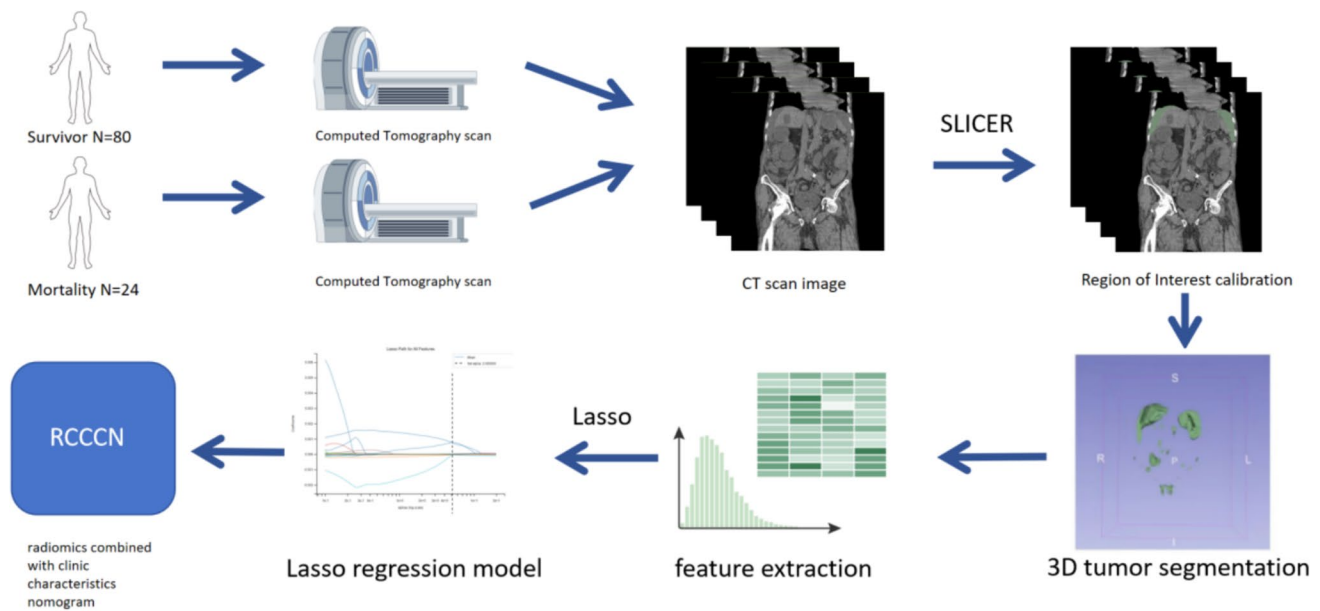 Survivor N=80
Computed Tomography scan
Mortality N=24
Computed Tomography scan
CT scan image
SLICER
Region of Interest calibration
S
R
P
L
I
3D tumor segmentation
feature extraction
Lasso
Lasso regression model
RCCCN
radiomics combined
with clinic
characteristics
nomogram